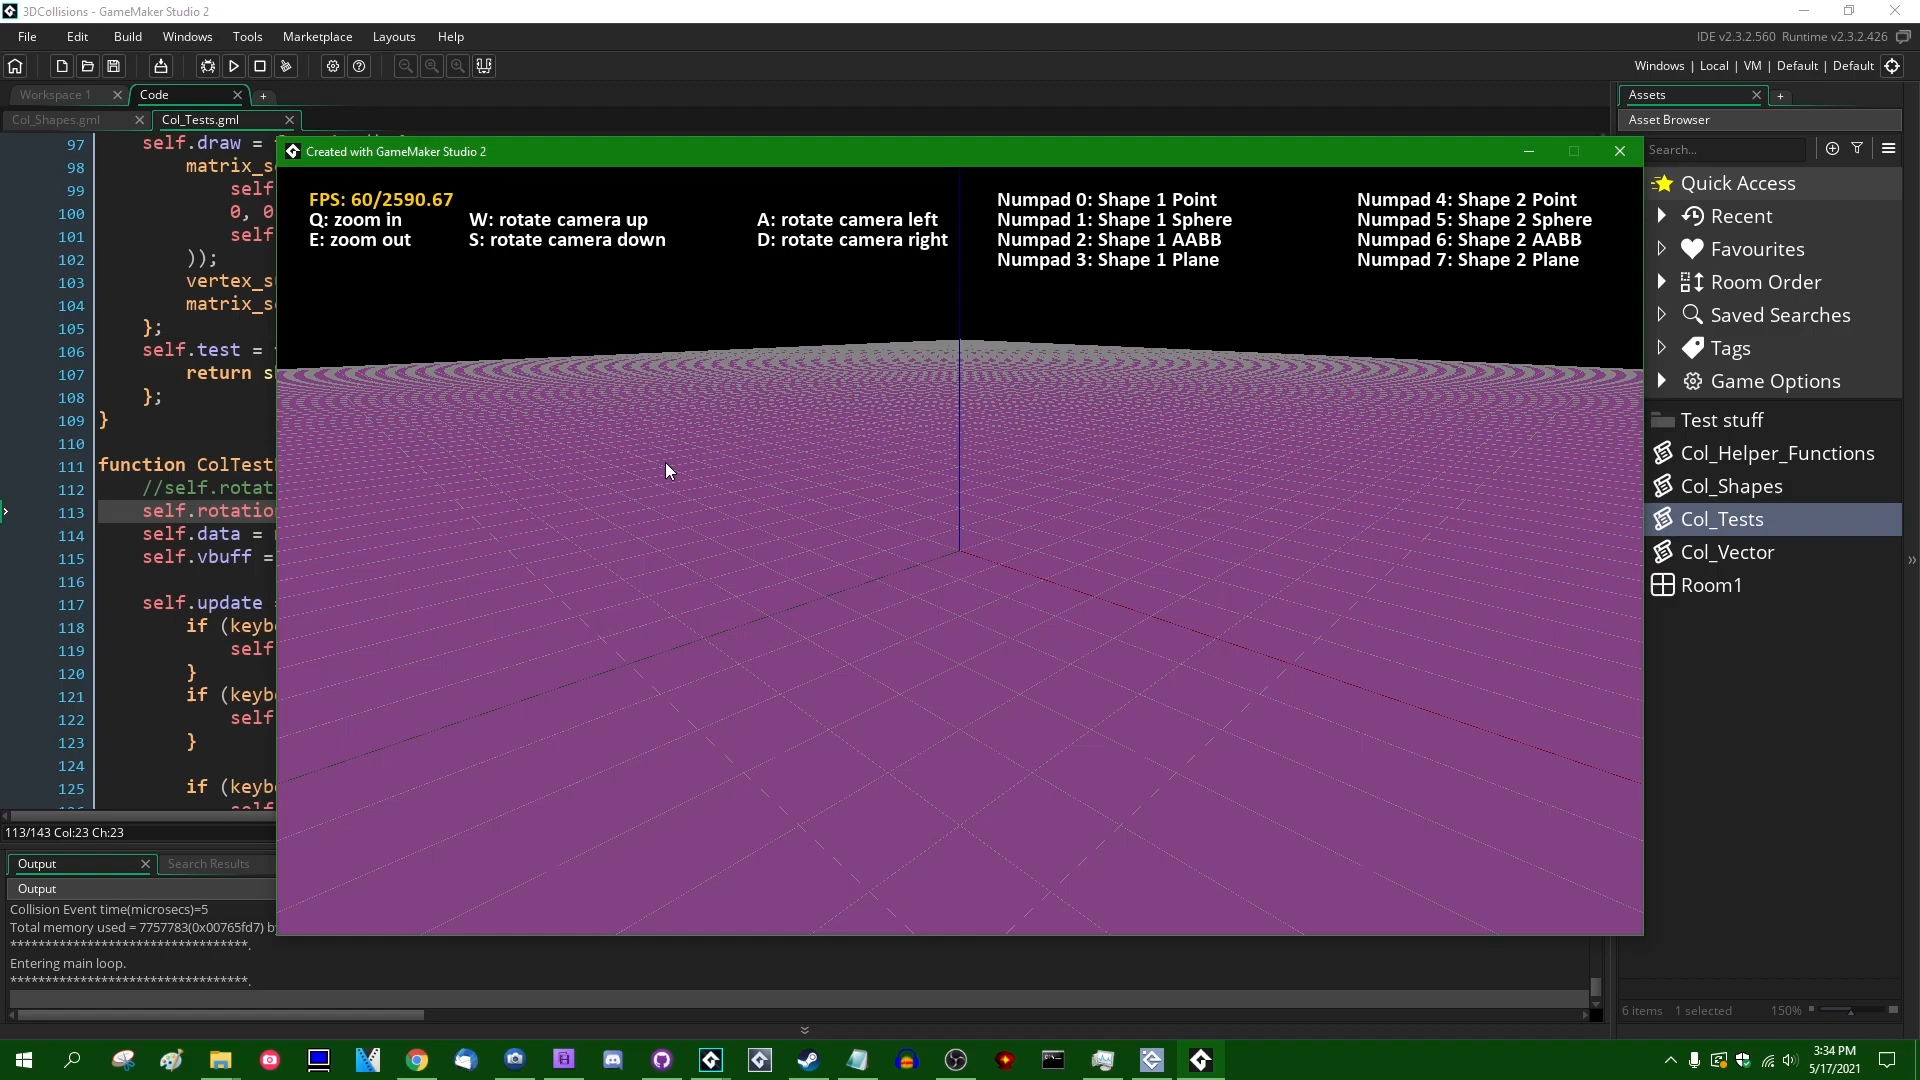 3DCollisions - GameMaker Studio 2
File Edit Build Windows Tools Marketplace Layouts Help
IDE v2.3.2.560 Runtime v2.3.2.426
Windows | Local | VM | Default | Default
Workspace 1
Code
Assets
Col_Shapes.gml
Col_Tests.gml
Asset Browser
97 self.draw =
98 matrix_s
99 self
100 0, 0
101 self
102 ));
103 vertex_s
104 matrix_s
105 };
106 self.test =
107 return s
108 };
109 }
110
111 function ColTest
112 //self.rotat
113 self.rotatio
114 self.data =
115 self.vbuff =
116
117 self.update
118 if (keyb
119 self
120 }
121 if (keyb
122 self
123 }
124
125 if (keyb
113/143 Col:23 Ch:23
Created with GameMaker Studio 2
FPS: 60/2590.67
Q: zoom in W: rotate camera up A: rotate camera left
E: zoom out S: rotate camera down D: rotate camera right
Numpad 0: Shape 1 Point
Numpad 1: Shape 1 Sphere
Numpad 2: Shape 1 AABB
Numpad 3: Shape 1 Plane
Numpad 4: Shape 2 Point
Numpad 5: Shape 2 Sphere
Numpad 6: Shape 2 AABB
Numpad 7: Shape 2 Plane
Search...
Quick Access
Recent
Favourites
Room Order
Saved Searches
Tags
Game Options
Test stuff
Col_Helper_Functions
Col_Shapes
Col_Tests
Col_Vector
Room1
6 items 1 selected 150%
Output
Search Results
Output
Collision Event time(microsecs)=5
Total memory used = 7757783(0x00765fd7) b
**********************************.
Entering main loop.
**********************************.
3:34 PM
5/17/2021